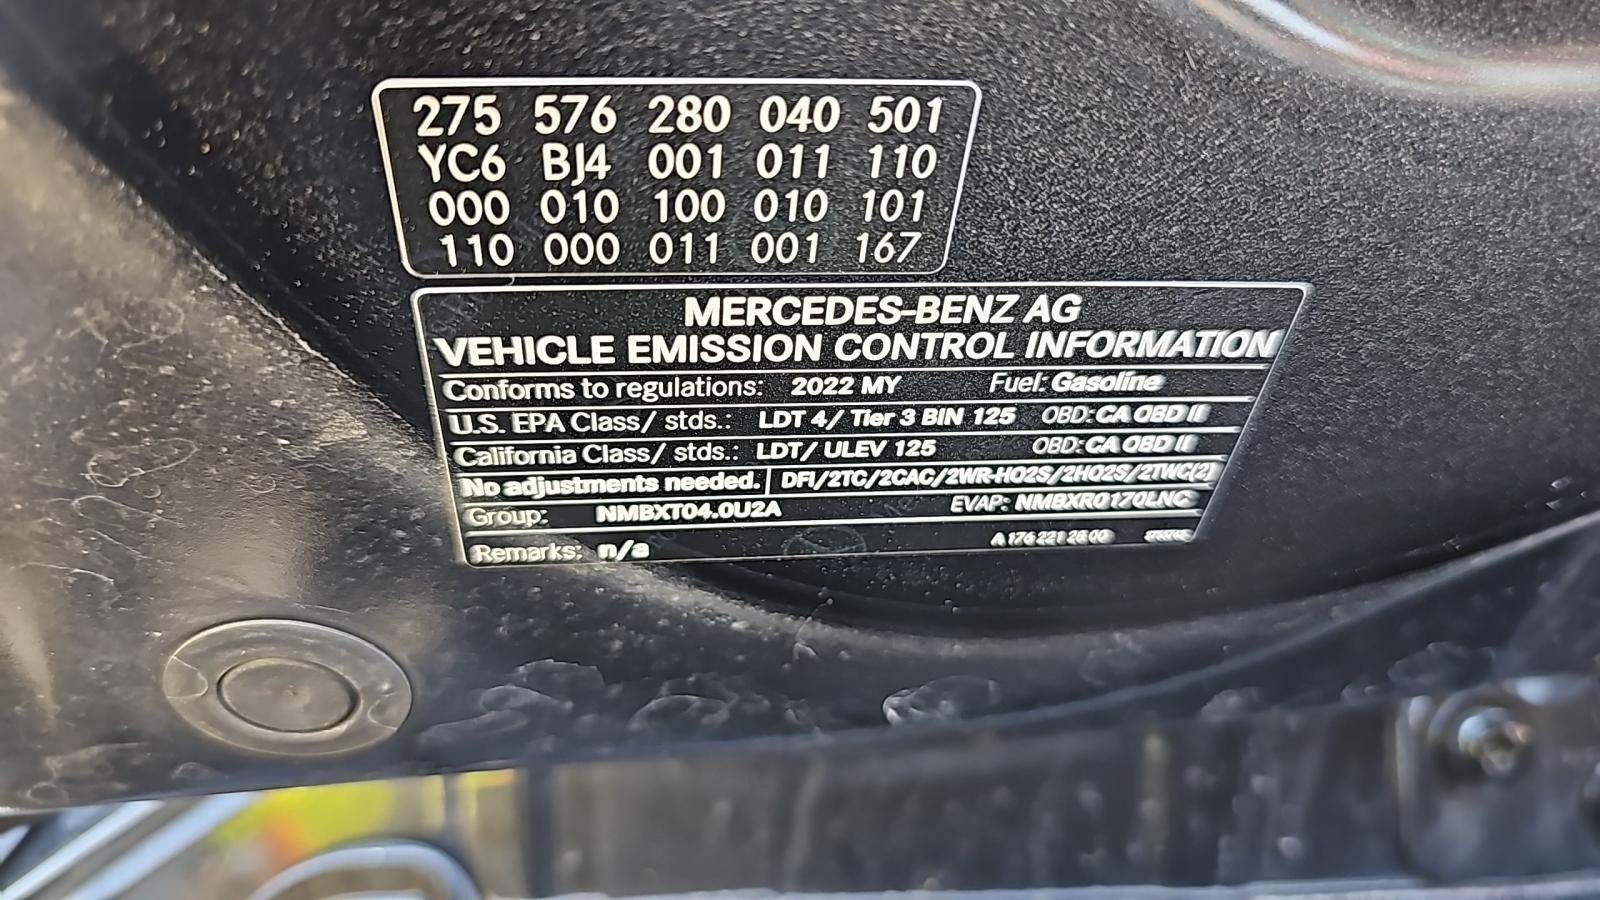 275 576 280 040 501
YC6 BJ4 001 011 110
000 010 100 010 101
110 000 011 001 167
MERCEDES-BENZ AG
VEHICLE EMISSION CONTROL INFORMATION
Conforms to regulations: 2022 MY Fuel: Gasoline
U.S. EPA Class/ stds.: LDT 4/ Tier 3 BIN 125 OBD: CA OBD II
California Class/ stds.: LDT/ ULEV 125 OBD: CA OBD II
No adjustments needed. DFI/2TC/2CAC/2WR-HO2S/2HO2S/2TWC(2)
Group: NMBXT04.0U2A EVAP: NMBXR0170LNC
Remarks: n/a A 176 221 26 00